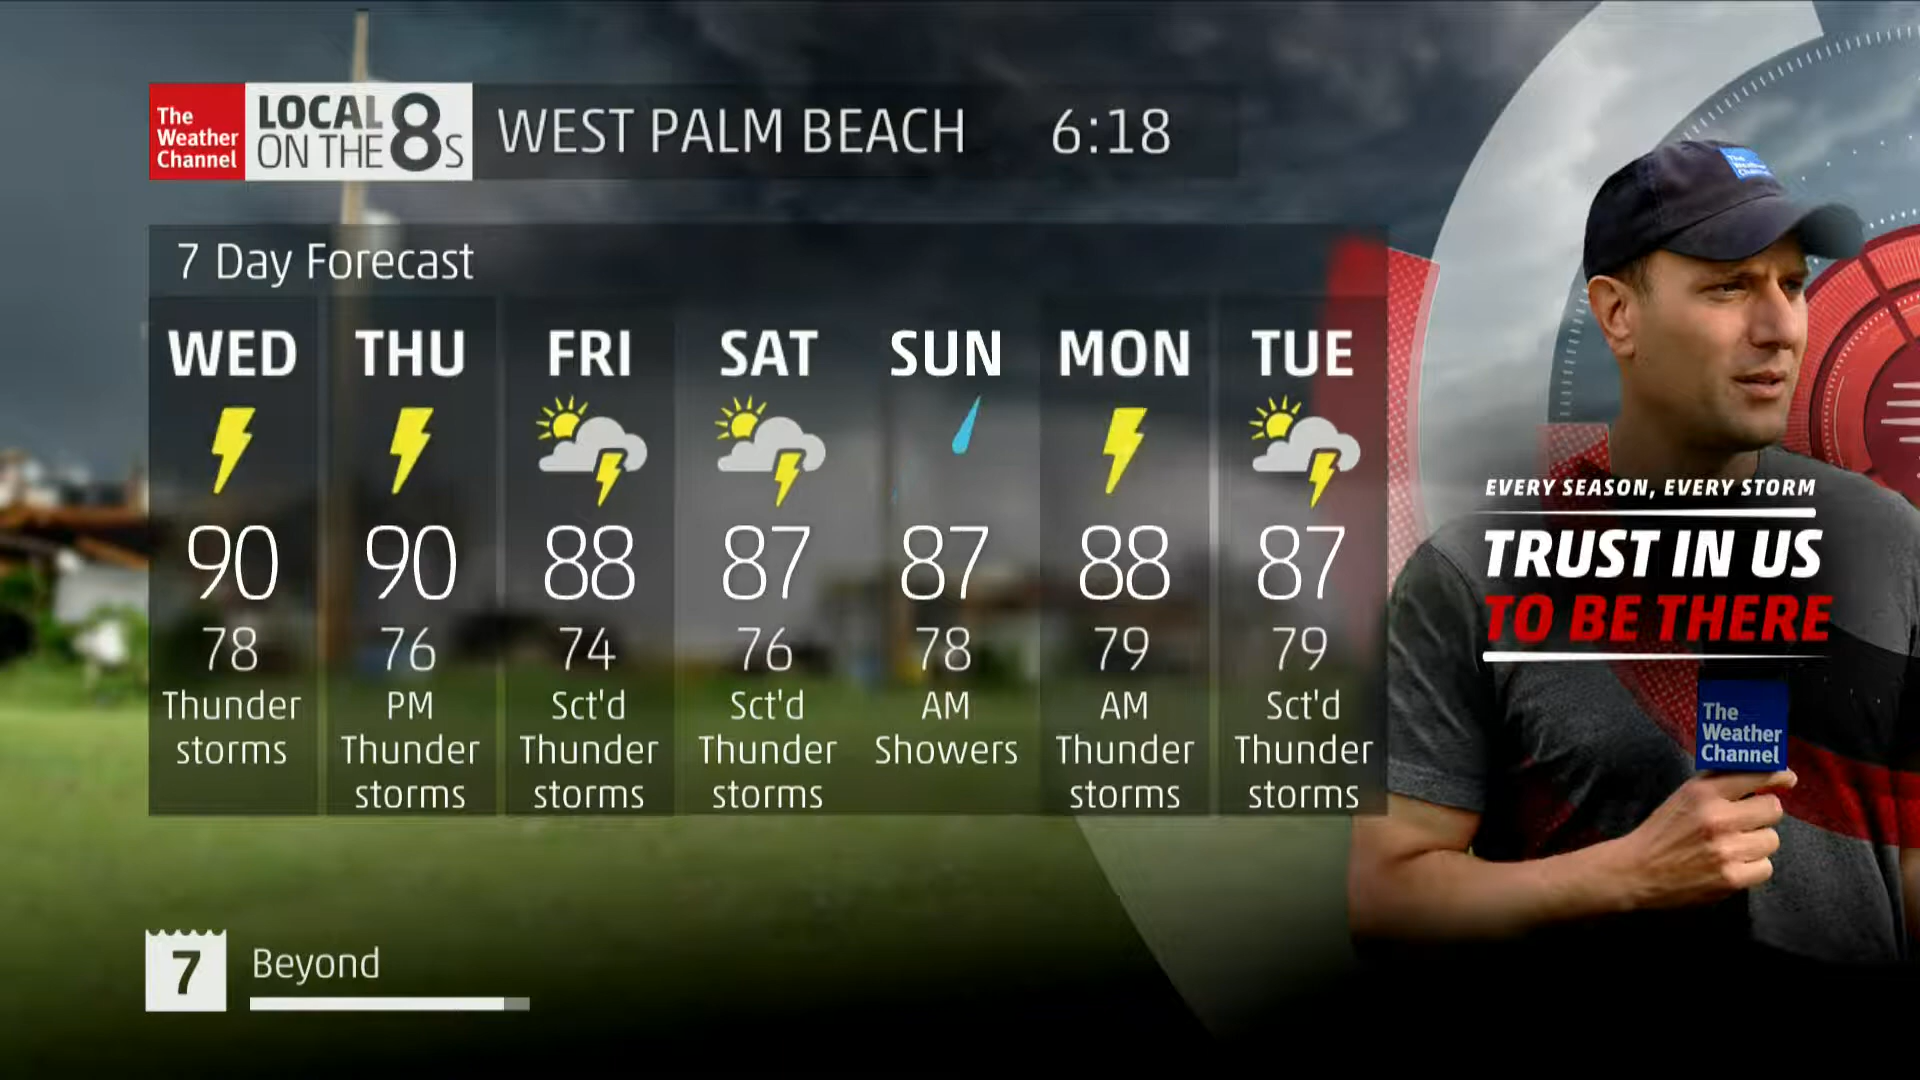 The
Weather
Channel
LOCAL
ON THE 8s
WEST PALM BEACH 6:18
7 Day Forecast
WED THU FRI SAT SUN MON TUE
90 90 88 87 87 88 87
78 76 74 76 78 79 79
Thunder
storms
PM
Thunder
storms
Sct'd
Thunder
storms
Sct'd
Thunder
storms
AM
Showers
AM
Thunder
storms
Sct'd
Thunder
storms
7 Beyond
The
Weather
Channel
EVERY SEASON, EVERY STORM
TRUST IN US
TO BE THERE
The
Weather
Channel